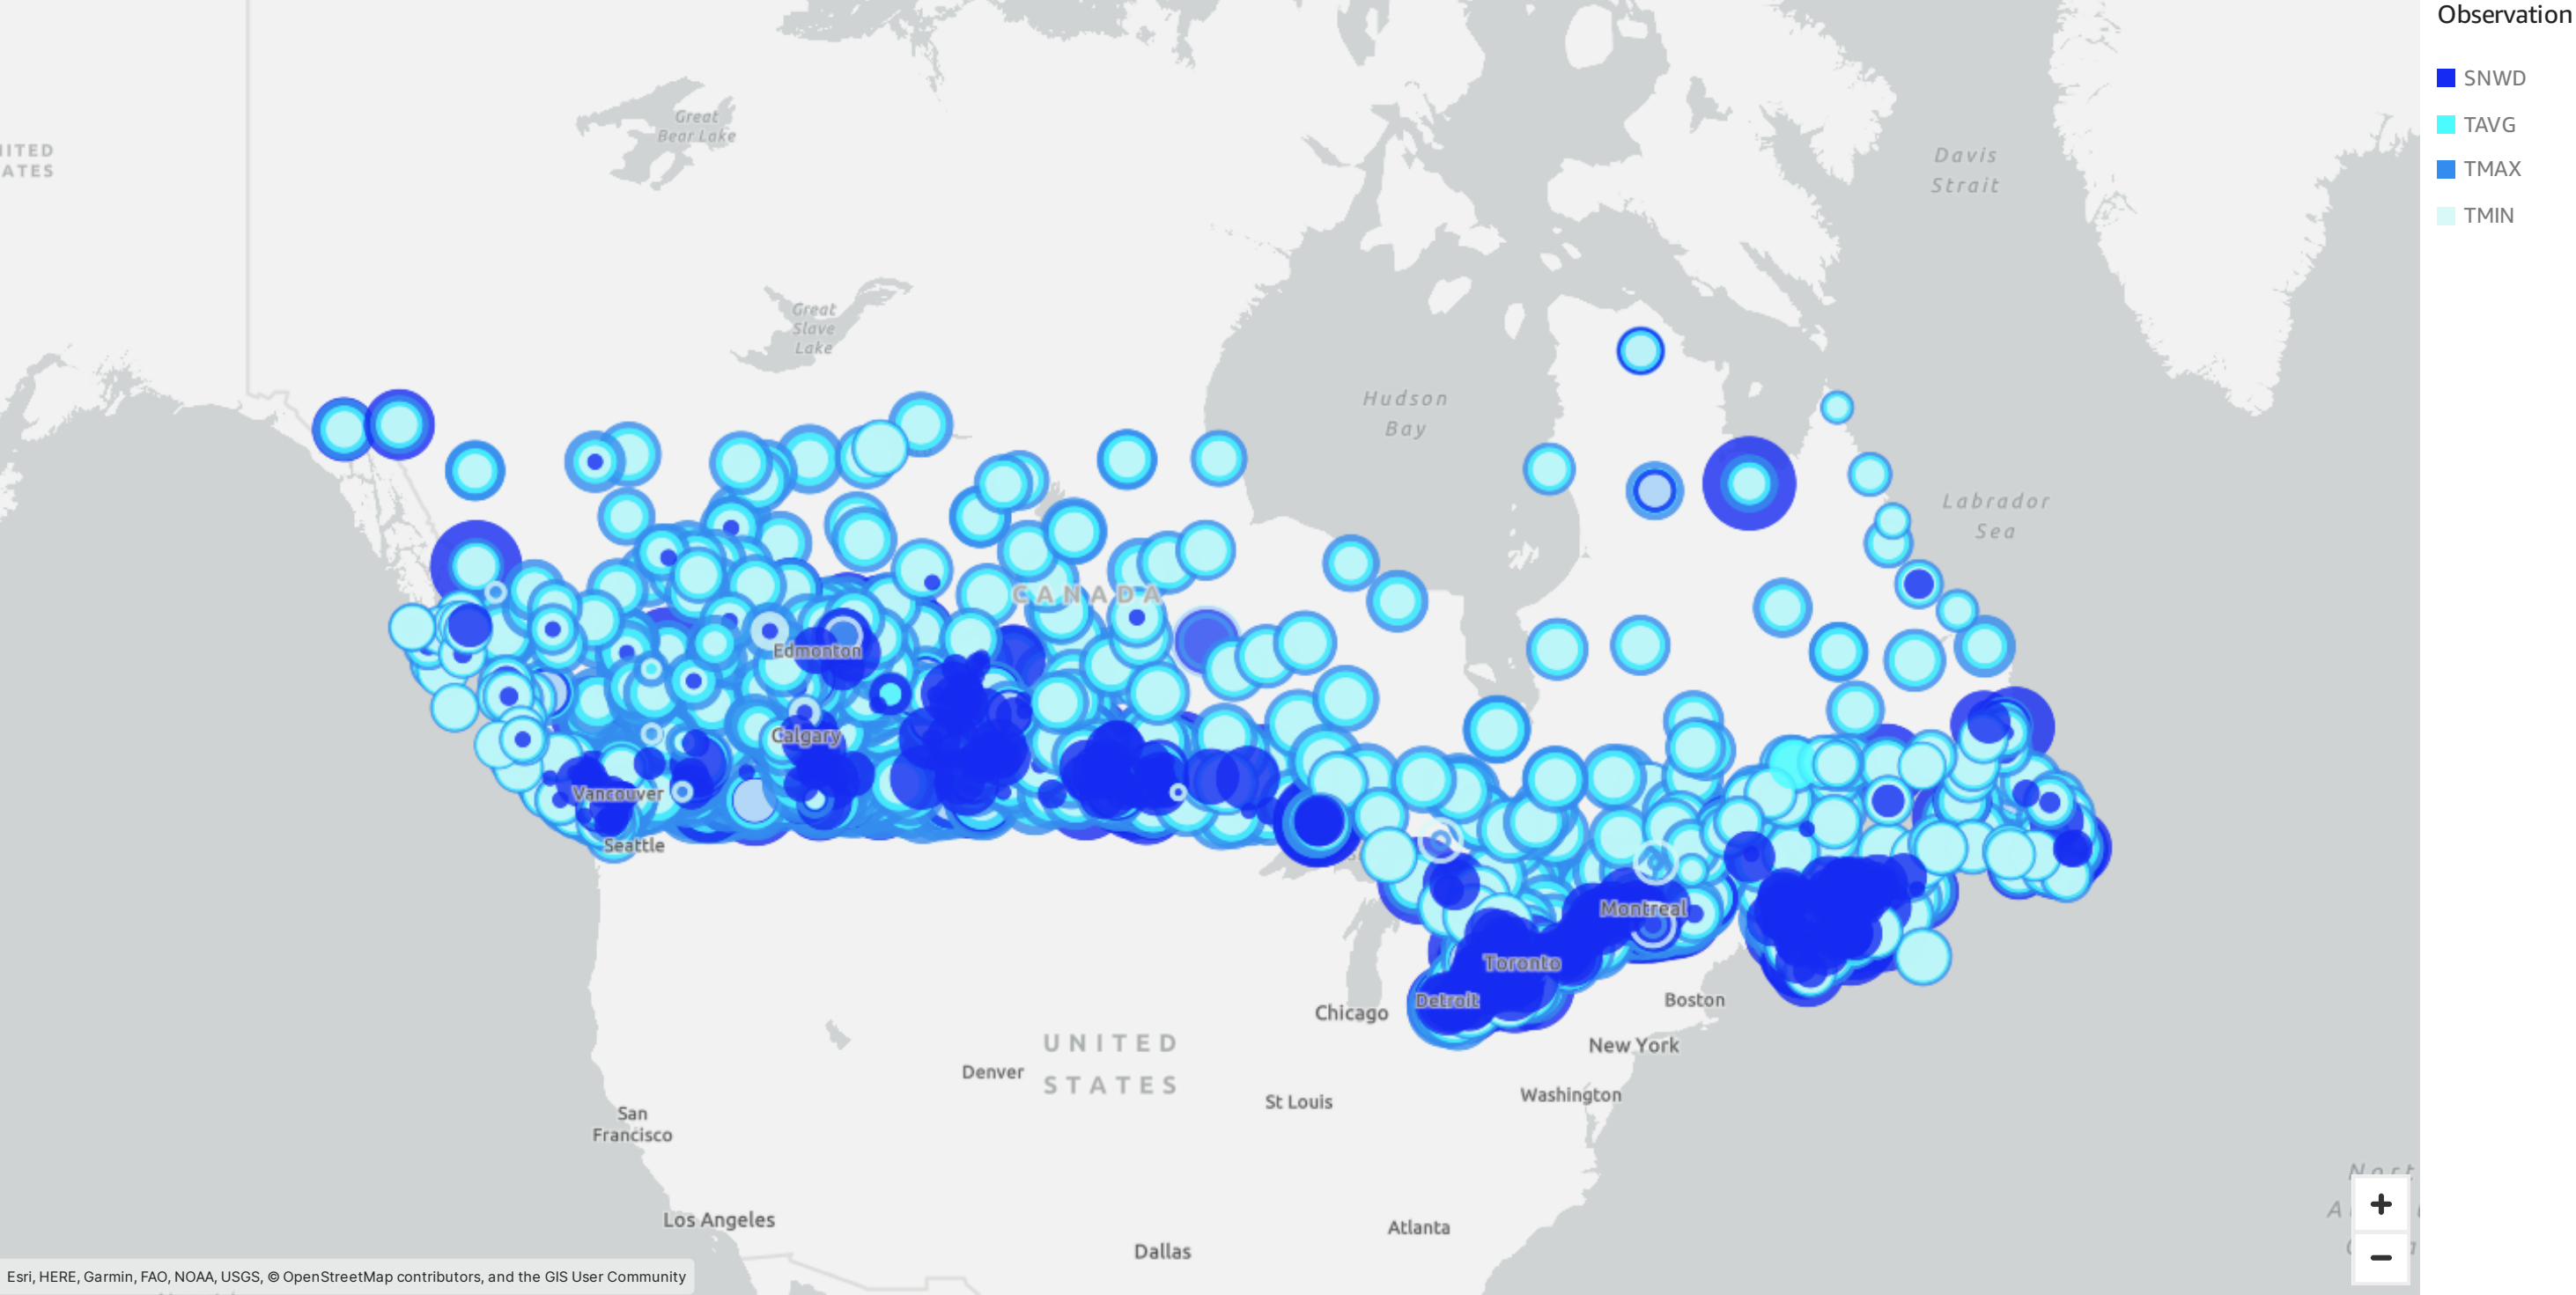 Observation
SNWD
TAVG
TMAX
TMIN
Great
Bear Lake
ATES
Davis
Strait
Great
Slave
Lake
Hudson
Bay
Labrador
Sea
CANADA
Edmonton
Calgary
Vancouver
Seattle
Montreal
Toronto
Detroit
Boston
Chicago
New York
UNITED
STATES
Denver
Washington
St Louis
San
Francisco
Los Angeles
Atlanta
Dallas
+
−
Esri, HERE, Garmin, FAO, NOAA, USGS, © OpenStreetMap contributors, and the GIS User Community